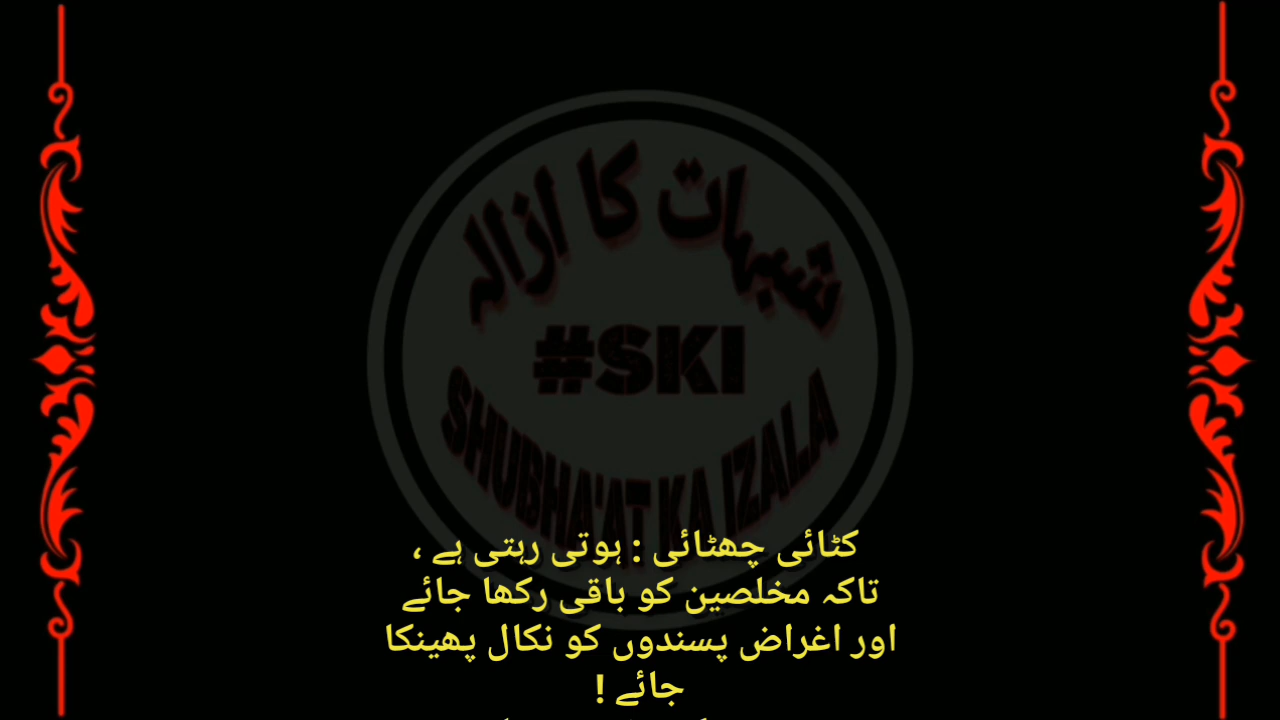 شبہات کا ازالہ
#SKI
SHUBHA'AT KA IZALA
کٹائی چھٹائی : ہوتی رہتی ہے ،
تاکہ مخلصین کو باقی رکھا جائے
اور اغراض پسندوں کو نکال پھینکا
جائے !